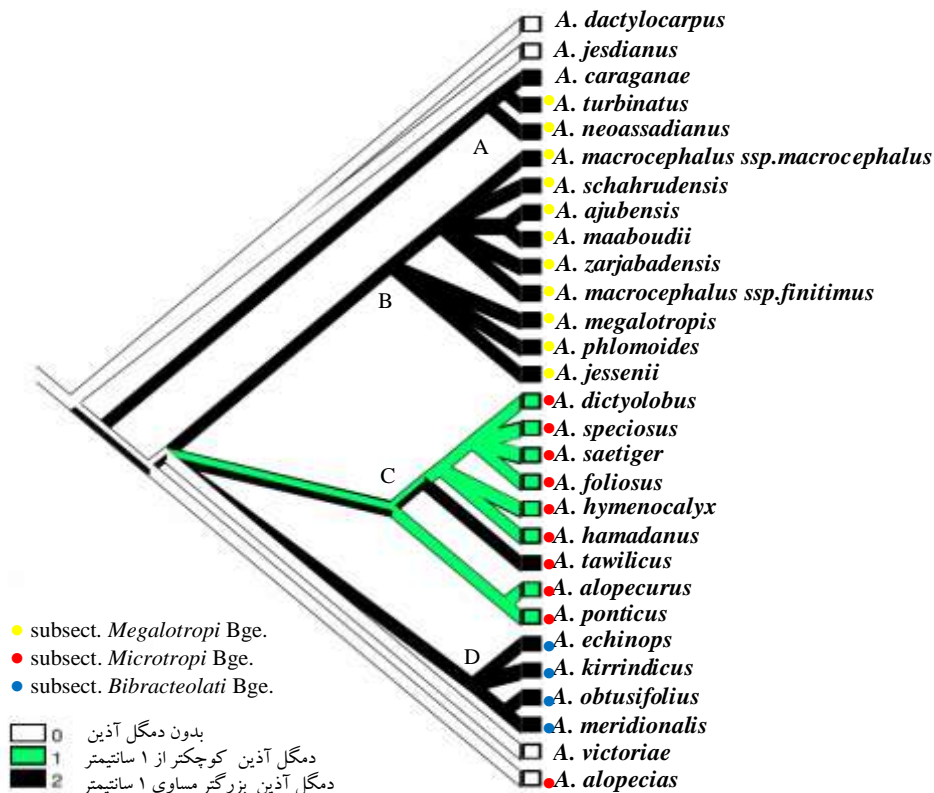 A. dactylocarpus
A. jesdianus
A. caraganae
A. turbinatus
A. neoassadianus
A
A. macrocephalus ssp.macrocephalus
A. schahrudensis
A. ajubensis
A. maaboudii
A. zarjabadensis
A. macrocephalus ssp.finitimus
B
A. megalotropis
A. phlomoides
A. jessenii
A. dictyolobus
A. speciosus
A. saetiger
C
A. foliosus
A. hymenocalyx
A. hamadanus
A. tawilicus
A. alopecurus
A. ponticus
A. echinops
D
A. kirrindicus
A. obtusifolius
A. meridionalis
A. victoriae
A. alopecias
subsect. Megalotropi Bge.
subsect. Microtropi Bge.
subsect. Bibracteolati Bge.
0 بدون دمگل آذین
1 دمگل آذین کوچکتر از ۱ سانتیمتر
2 دمگل آذین بزرگتر مساوی ۱ سانتیمتر